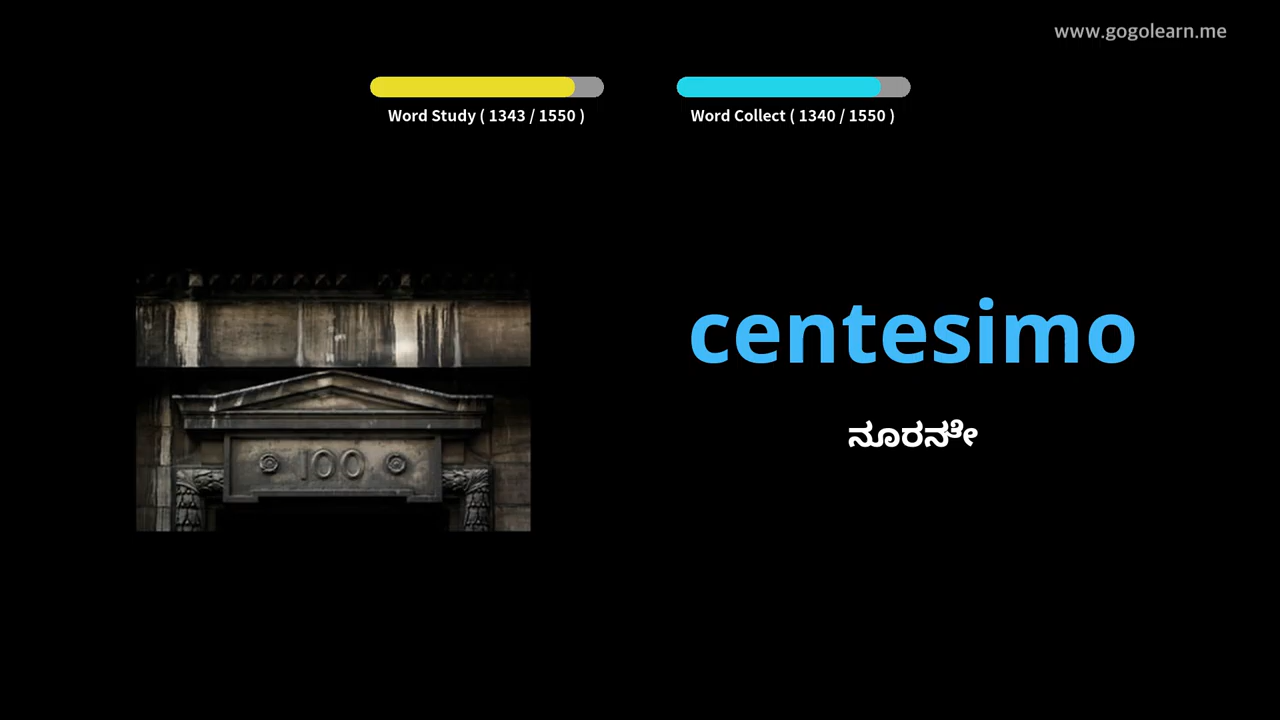 www.gogolearn.me
Word Study ( 1343 / 1550 )
Word Collect ( 1340 / 1550 )
centesimo
ನೂರನೇ
100